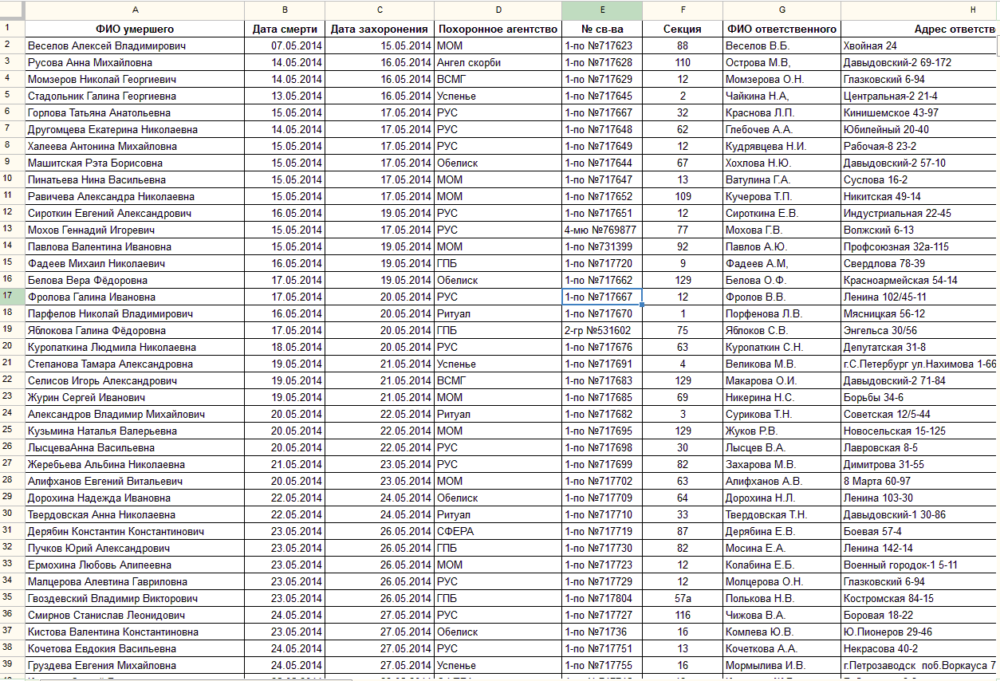 A B C D E F G H
1 ФИО умершего Дата смерти Дата захоронения Похоронное агентство № св-ва Секция ФИО ответственного Адрес ответств
2 Веселов Алексей Владимирович 07.05.2014 15.05.2014 МОМ 1-по №717623 88 Веселов В.Б. Хвойная 24
3 Русова Анна Михайловна 14.05.2014 16.05.2014 Ангел скорби 1-по №717628 110 Острова М.В, Давыдовский-2 69-172
4 Момзеров Николай Георгиевич 14.05.2014 16.05.2014 ВСМГ 1-по №717629 12 Момзерова О.Н. Глазковский 6-94
5 Стадольник Галина Георгиевна 13.05.2014 16.05.2014 Успенье 1-по №717645 2 Чайкина Н.А, Центральная-2 21-4
6 Горлова Татьяна Анатольевна 15.05.2014 17.05.2014 РУС 1-по №717667 32 Краснова Л.П. Кинишемское 43-97
7 Другомцева Екатерина Николаевна 14.05.2014 17.05.2014 РУС 1-по №717648 62 Глебочев А.А. Юбилейный 20-40
8 Халеева Антонина Михайловна 15.05.2014 17.05.2014 РУС 1-по №717649 12 Кудрявцева Н.И. Рабочая-8 23-2
9 Машитская Рэта Борисовна 15.05.2014 17.05.2014 Обелиск 1-по №717644 67 Хохлова Н.Ю. Давыдовский-2 57-10
10 Пинатьева Нина Васильевна 15.05.2014 17.05.2014 МОМ 1-по №717647 13 Ватулина Г.А. Суслова 16-2
11 Равичева Александра Николаевна 15.05.2014 17.05.2014 МОМ 1-по №717652 109 Кучерова Т.П. Никитская 49-14
12 Сироткин Евгений Александрович 16.05.2014 19.05.2014 РУС 1-по №717651 12 Сироткина Е.В. Индустриальная 22-45
13 Мохов Геннадий Игоревич 15.05.2014 17.05.2014 РУС 4-мю №769877 77 Мохова Г.В. Волжский 6-13
14 Павлова Валентина Ивановна 15.05.2014 19.05.2014 МОМ 1-по №731399 92 Павлов А.Ю. Профсоюзная 32а-115
15 Фадеев Михаил Николаевич 16.05.2014 19.05.2014 ГПБ 1-по №717720 9 Фадеев А.М, Свердлова 78-39
16 Белова Вера Фёдоровна 17.05.2014 19.05.2014 Обелиск 1-по №717662 129 Белова О.Ф. Красноармейская 54-14
17 Фролова Галина Ивановна 17.05.2014 20.05.2014 РУС 1-по №717667 12 Фролов В.В. Ленина 102/45-11
18 Парфелов Николай Владимирович 16.05.2014 20.05.2014 Ритуал 1-по №717670 1 Порфенова Л.В. Мясницкая 56-12
19 Яблокова Галина Фёдоровна 17.05.2014 20.05.2014 ГПБ 2-гр №531602 75 Яблоков С.В. Энгельса 30/56
20 Куропаткина Людмила Николаевна 18.05.2014 20.05.2014 РУС 1-по №717676 63 Куропаткин С.Н. Депутатская 31-8
21 Степанова Тамара Александровна 19.05.2014 21.05.2014 Успенье 1-по №717691 4 Великова М.В. г.С.Петербург ул.Нахимова 1-66
22 Селисов Игорь Александрович 19.05.2014 21.05.2014 ВСМГ 1-по №717683 129 Макарова О.И. Давыдовский-2 71-84
23 Журин Сергей Иванович 19.05.2014 21.05.2014 МОМ 1-по №717685 69 Никерина Н.С. Борьбы 34-6
24 Александров Владимир Михайлович 20.05.2014 22.05.2014 Ритуал 1-по №717682 3 Сурикова Т.Н. Советская 12/5-44
25 Кузьмина Наталья Валерьевна 20.05.2014 22.05.2014 МОМ 1-по №717695 129 Жуков Р.В. Новосельская 15-125
26 ЛысцеваАнна Васильевна 20.05.2014 22.05.2014 РУС 1-по №717698 30 Лысцев В.А. Лавровская 8-5
27 Жеребьева Альбина Николаевна 21.05.2014 23.05.2014 РУС 1-по №717699 82 Захарова М.В. Димитрова 31-55
28 Алифханов Евгений Витальевич 20.05.2014 23.05.2014 МОМ 1-по №717702 63 Алифханов А.В. 8 Марта 60-97
29 Дорохина Надежда Ивановна 22.05.2014 24.05.2014 Обелиск 1-по №717709 64 Дорохина Н.Л. Ленина 103-30
30 Твердовская Анна Николаевна 22.05.2014 24.05.2014 Ритуал 1-по №717710 33 Твердовская Т.Н. Давыдовский-1 30-86
31 Дерябин Константин Константинович 23.05.2014 26.05.2014 СФЕРА 1-по №717719 87 Дерябина Е.В. Боевая 57-4
32 Пучков Юрий Александрович 23.05.2014 26.05.2014 ГПБ 1-по №717730 82 Мосина Е.А. Ленина 142-14
33 Ермохина Любовь Алипеевна 23.05.2014 26.05.2014 МОМ 1-по №717723 12 Колабина Е.Б. Военный городок-1 5-11
34 Малцерова Алевтина Гавриловна 23.05.2014 26.05.2014 РУС 1-по №717729 12 Молцерова О.Н. Глазковский 6-94
35 Гвоздевский Владимир Викторович 23.05.2014 26.05.2014 ГПБ 1-по №717804 57а Полькова Н.В. Костромская 84-15
36 Смирнов Станислав Леонидович 24.05.2014 27.05.2014 РУС 1-по №717727 116 Чижова В.А. Боровая 18-22
37 Кистова Валентина Константиновна 24.05.2014 27.05.2014 Обелиск 1-по №71736 16 Комлева Ю.В. Ю.Пионеров 29-46
38 Кочетова Евдокия Васильевна 24.05.2014 27.05.2014 РУС 1-по №717751 13 Кочеткова А.А. Некрасова 40-2
39 Груздева Евгения Михайловна 24.05.2014 27.05.2014 Успенье 1-по №717755 16 Мормылива И.В. г.Петрозаводск поб.Воркауса 7